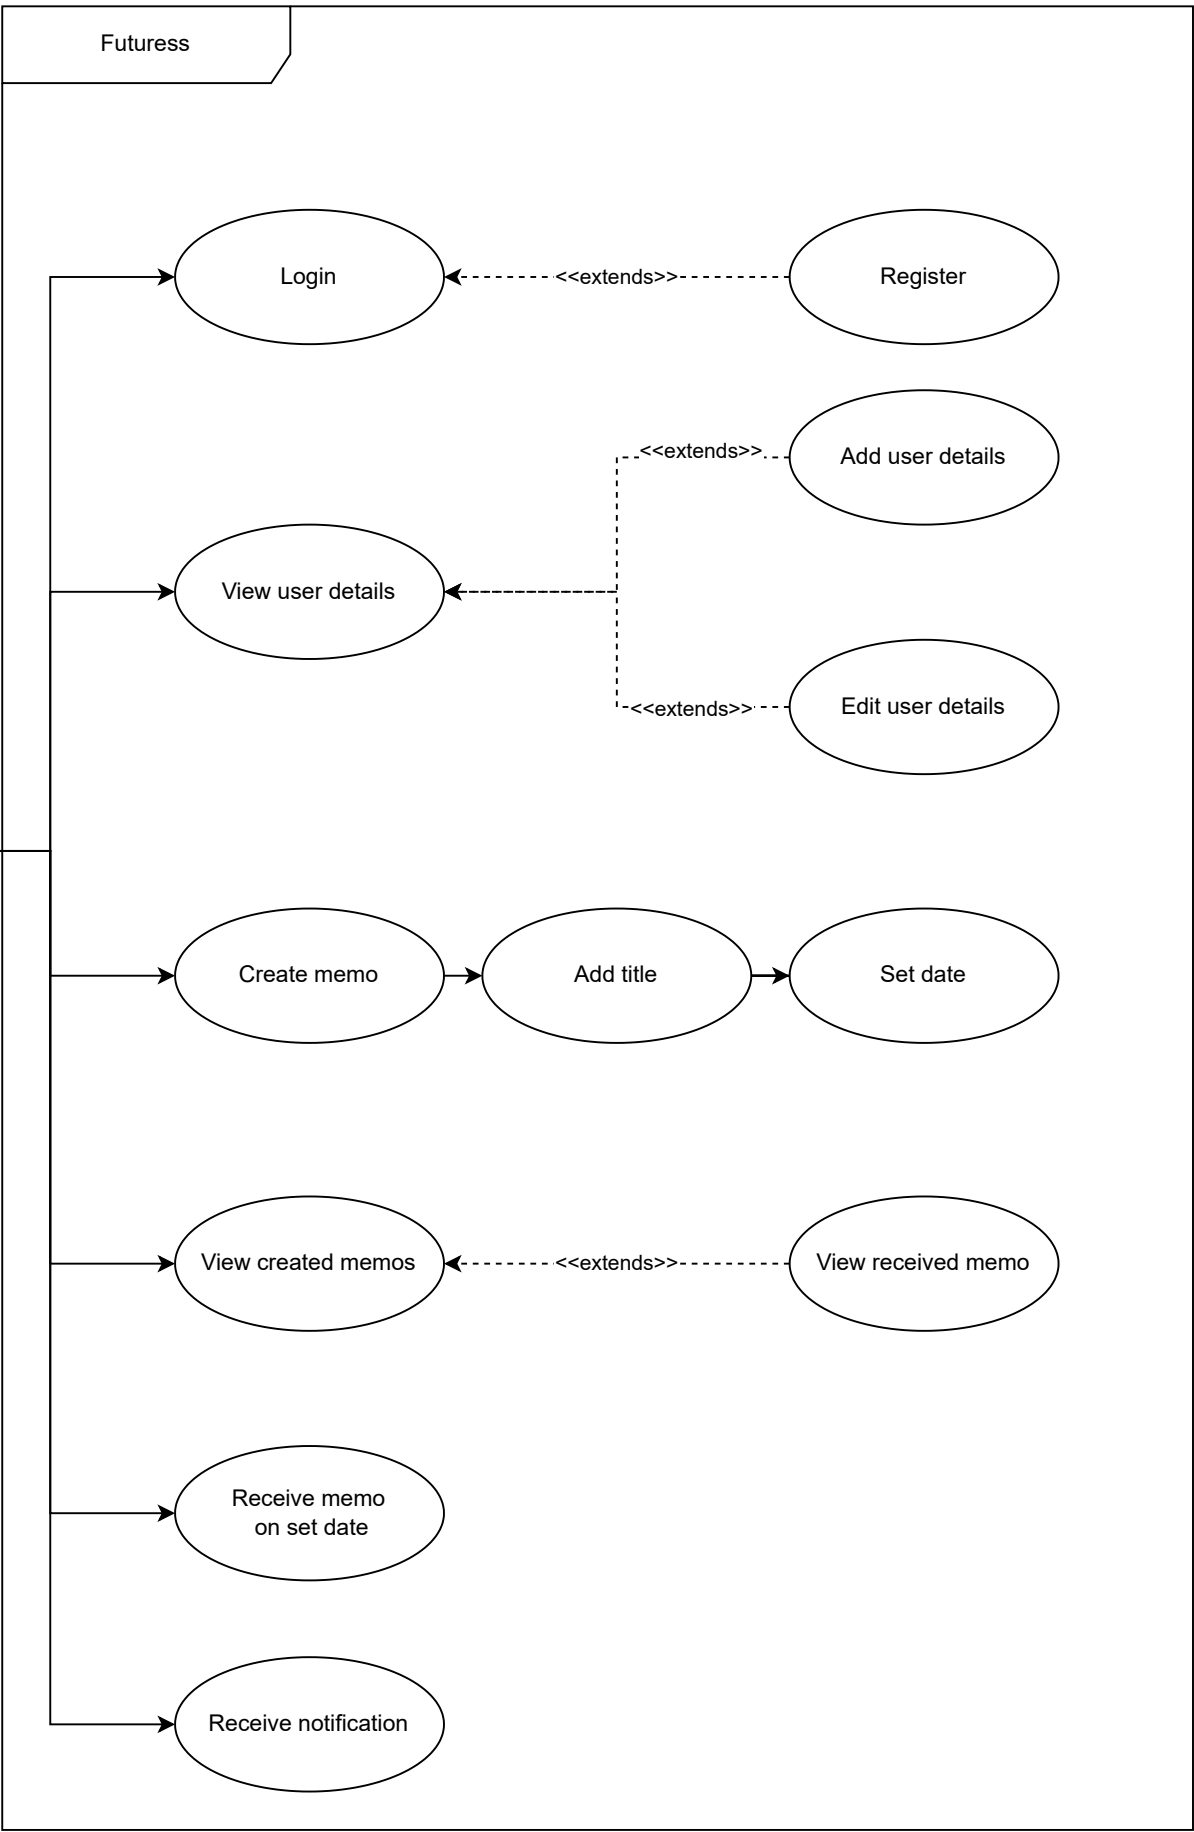 Futuress
Login
<<extends>>
Register
<<extends>>
Add user details
View user details
<<extends>>
Edit user details
Create memo
Add title
Set date
View created memos
<<extends>>
View received memo
Receive memo
on set date
Receive notification